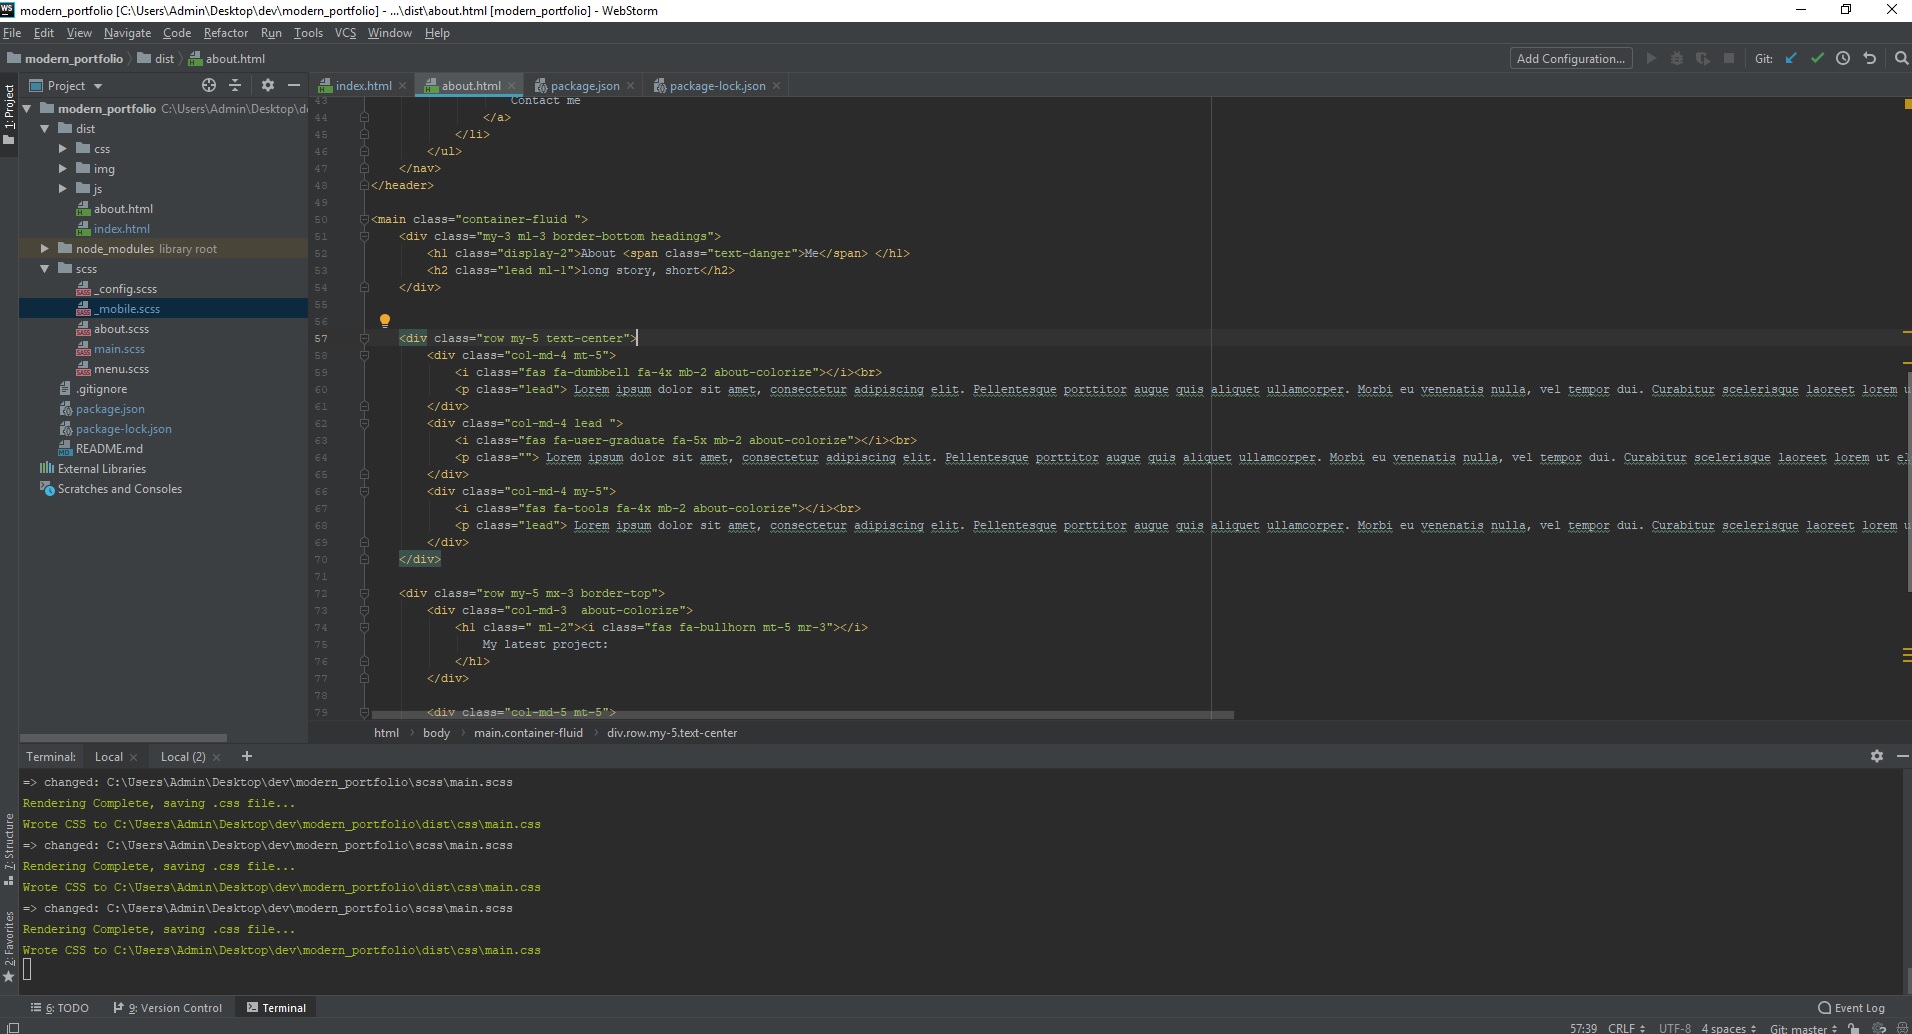 modern_portfolio [C:\Users\Admin\Desktop\dev\modern_portfolio] - ...\dist\about.html [modern_portfolio] - WebStorm
File Edit View Navigate Code Refactor Run Tools VCS Window Help
modern_portfolio dist about.html Add Configuration... Git:
Project
index.html about.html package.json package-lock.json
1: Project
modern_portfolio C:\Users\Admin\Desktop\d
dist
css
img
js
about.html
index.html
node_modules library root
scss
_config.scss
_mobile.scss
about.scss
main.scss
menu.scss
.gitignore
package.json
package-lock.json
README.md
External Libraries
Scratches and Consoles
43 Contact me
44 </a>
45 </li>
46 </ul>
47 </nav>
48 </header>
49
50 <main class="container-fluid ">
51 <div class="my-3 ml-3 border-bottom headings">
52 <h1 class="display-2">About <span class="text-danger">Me</span> </h1>
53 <h2 class="lead ml-1">long story, short</h2>
54 </div>
55
56
57 <div class="row my-5 text-center">
58 <div class="col-md-4 mt-5">
59 <i class="fas fa-dumbbell fa-4x mb-2 about-colorize"></i><br>
60 <p class="lead"> Lorem ipsum dolor sit amet, consectetur adipiscing elit. Pellentesque porttitor augue quis aliquet ullamcorper. Morbi eu venenatis nulla, vel tempor dui. Curabitur scelerisque laoreet lorem u
61 </div>
62 <div class="col-md-4 lead ">
63 <i class="fas fa-user-graduate fa-5x mb-2 about-colorize"></i><br>
64 <p class=""> Lorem ipsum dolor sit amet, consectetur adipiscing elit. Pellentesque porttitor augue quis aliquet ullamcorper. Morbi eu venenatis nulla, vel tempor dui. Curabitur scelerisque laoreet lorem ut el
65 </div>
66 <div class="col-md-4 my-5">
67 <i class="fas fa-tools fa-4x mb-2 about-colorize"></i><br>
68 <p class="lead"> Lorem ipsum dolor sit amet, consectetur adipiscing elit. Pellentesque porttitor augue quis aliquet ullamcorper. Morbi eu venenatis nulla, vel tempor dui. Curabitur scelerisque laoreet lorem u
69 </div>
70 </div>
71
72 <div class="row my-5 mx-3 border-top">
73 <div class="col-md-3  about-colorize">
74 <h1 class=" ml-2"><i class="fas fa-bullhorn mt-5 mr-3"></i>
75 My latest project:
76 </h1>
77 </div>
78
79 <div class="col-md-5 mt-5">
html body main.container-fluid div.row.my-5.text-center
Terminal: Local Local (2) +
=> changed: C:\Users\Admin\Desktop\dev\modern_portfolio\scss\main.scss
Rendering Complete, saving .css file...
Wrote CSS to C:\Users\Admin\Desktop\dev\modern_portfolio\dist\css\main.css
=> changed: C:\Users\Admin\Desktop\dev\modern_portfolio\scss\main.scss
Rendering Complete, saving .css file...
Wrote CSS to C:\Users\Admin\Desktop\dev\modern_portfolio\dist\css\main.css
=> changed: C:\Users\Admin\Desktop\dev\modern_portfolio\scss\main.scss
Rendering Complete, saving .css file...
Wrote CSS to C:\Users\Admin\Desktop\dev\modern_portfolio\dist\css\main.css
7: Structure
2: Favorites
6: TODO 9: Version Control Terminal Event Log
57:39 CRLF UTF-8 4 spaces Git: master